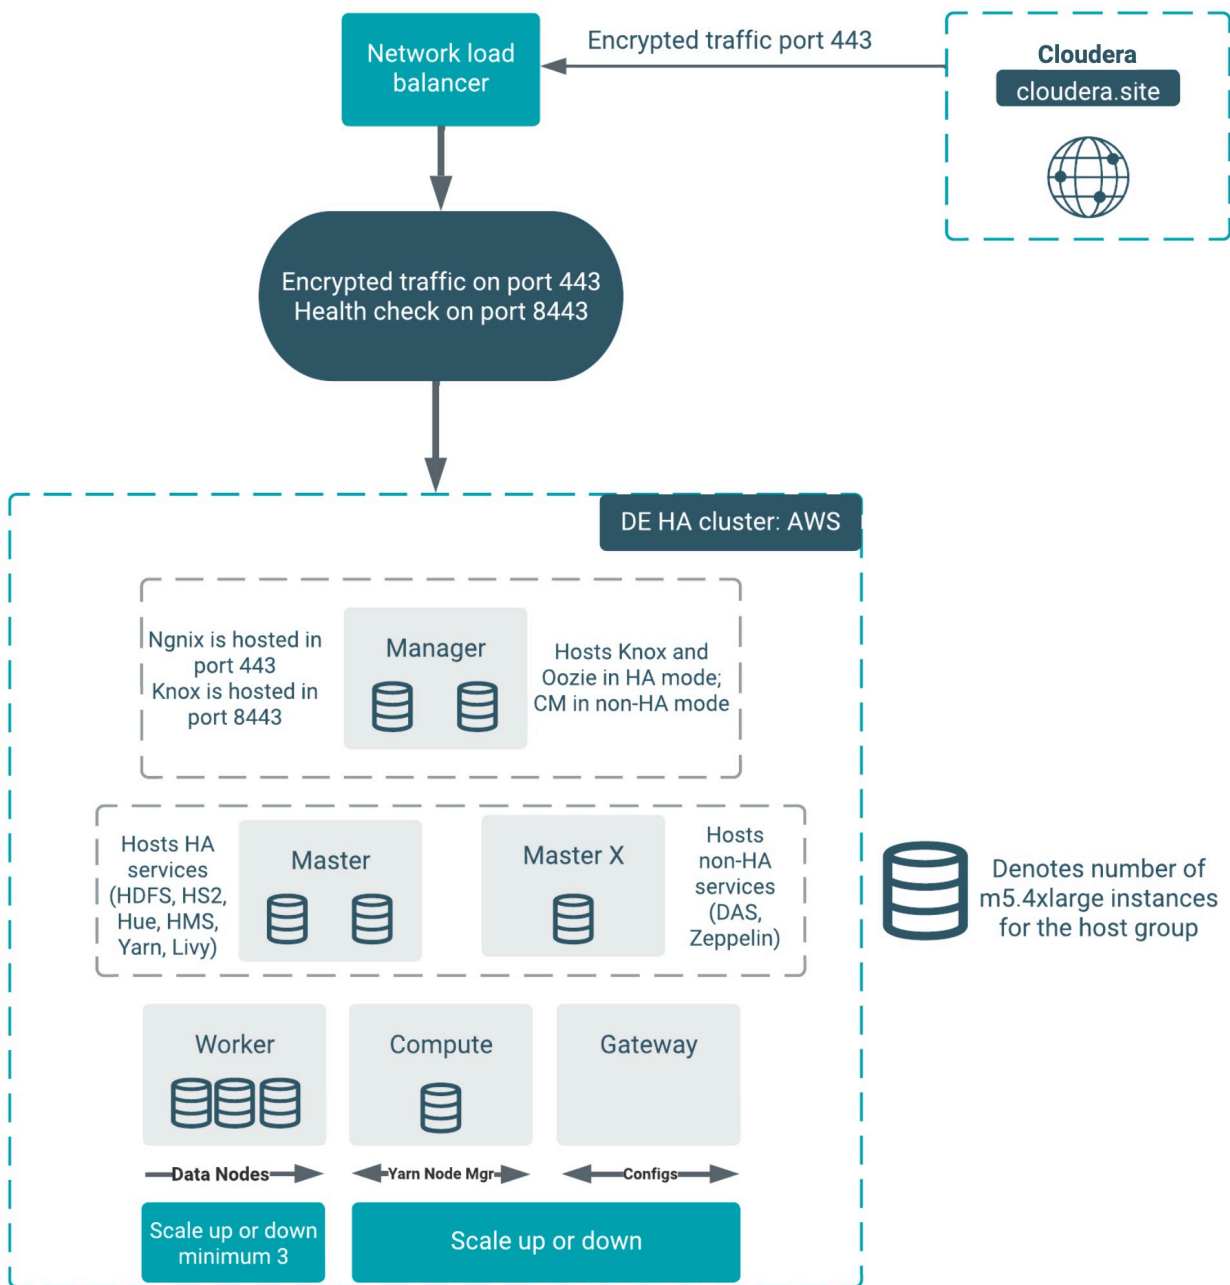 Network load
balancer
Encrypted traffic port 443
Cloudera
cloudera.site
Encrypted traffic on port 443
Health check on port 8443
DE HA cluster: AWS
Ngnix is hosted in
port 443
Knox is hosted in
port 8443
Manager
Hosts Knox and
Oozie in HA mode;
CM in non-HA mode
Hosts HA
services
(HDFS, HS2,
Hue, HMS,
Yarn, Livy)
Master
Master X
Hosts
non-HA
services
(DAS,
Zeppelin)
Denotes number of
m5.4xlarge instances
for the host group
Worker
Compute
Gateway
Data Nodes
Yarn Node Mgr
Configs
Scale up or down
minimum 3
Scale up or down